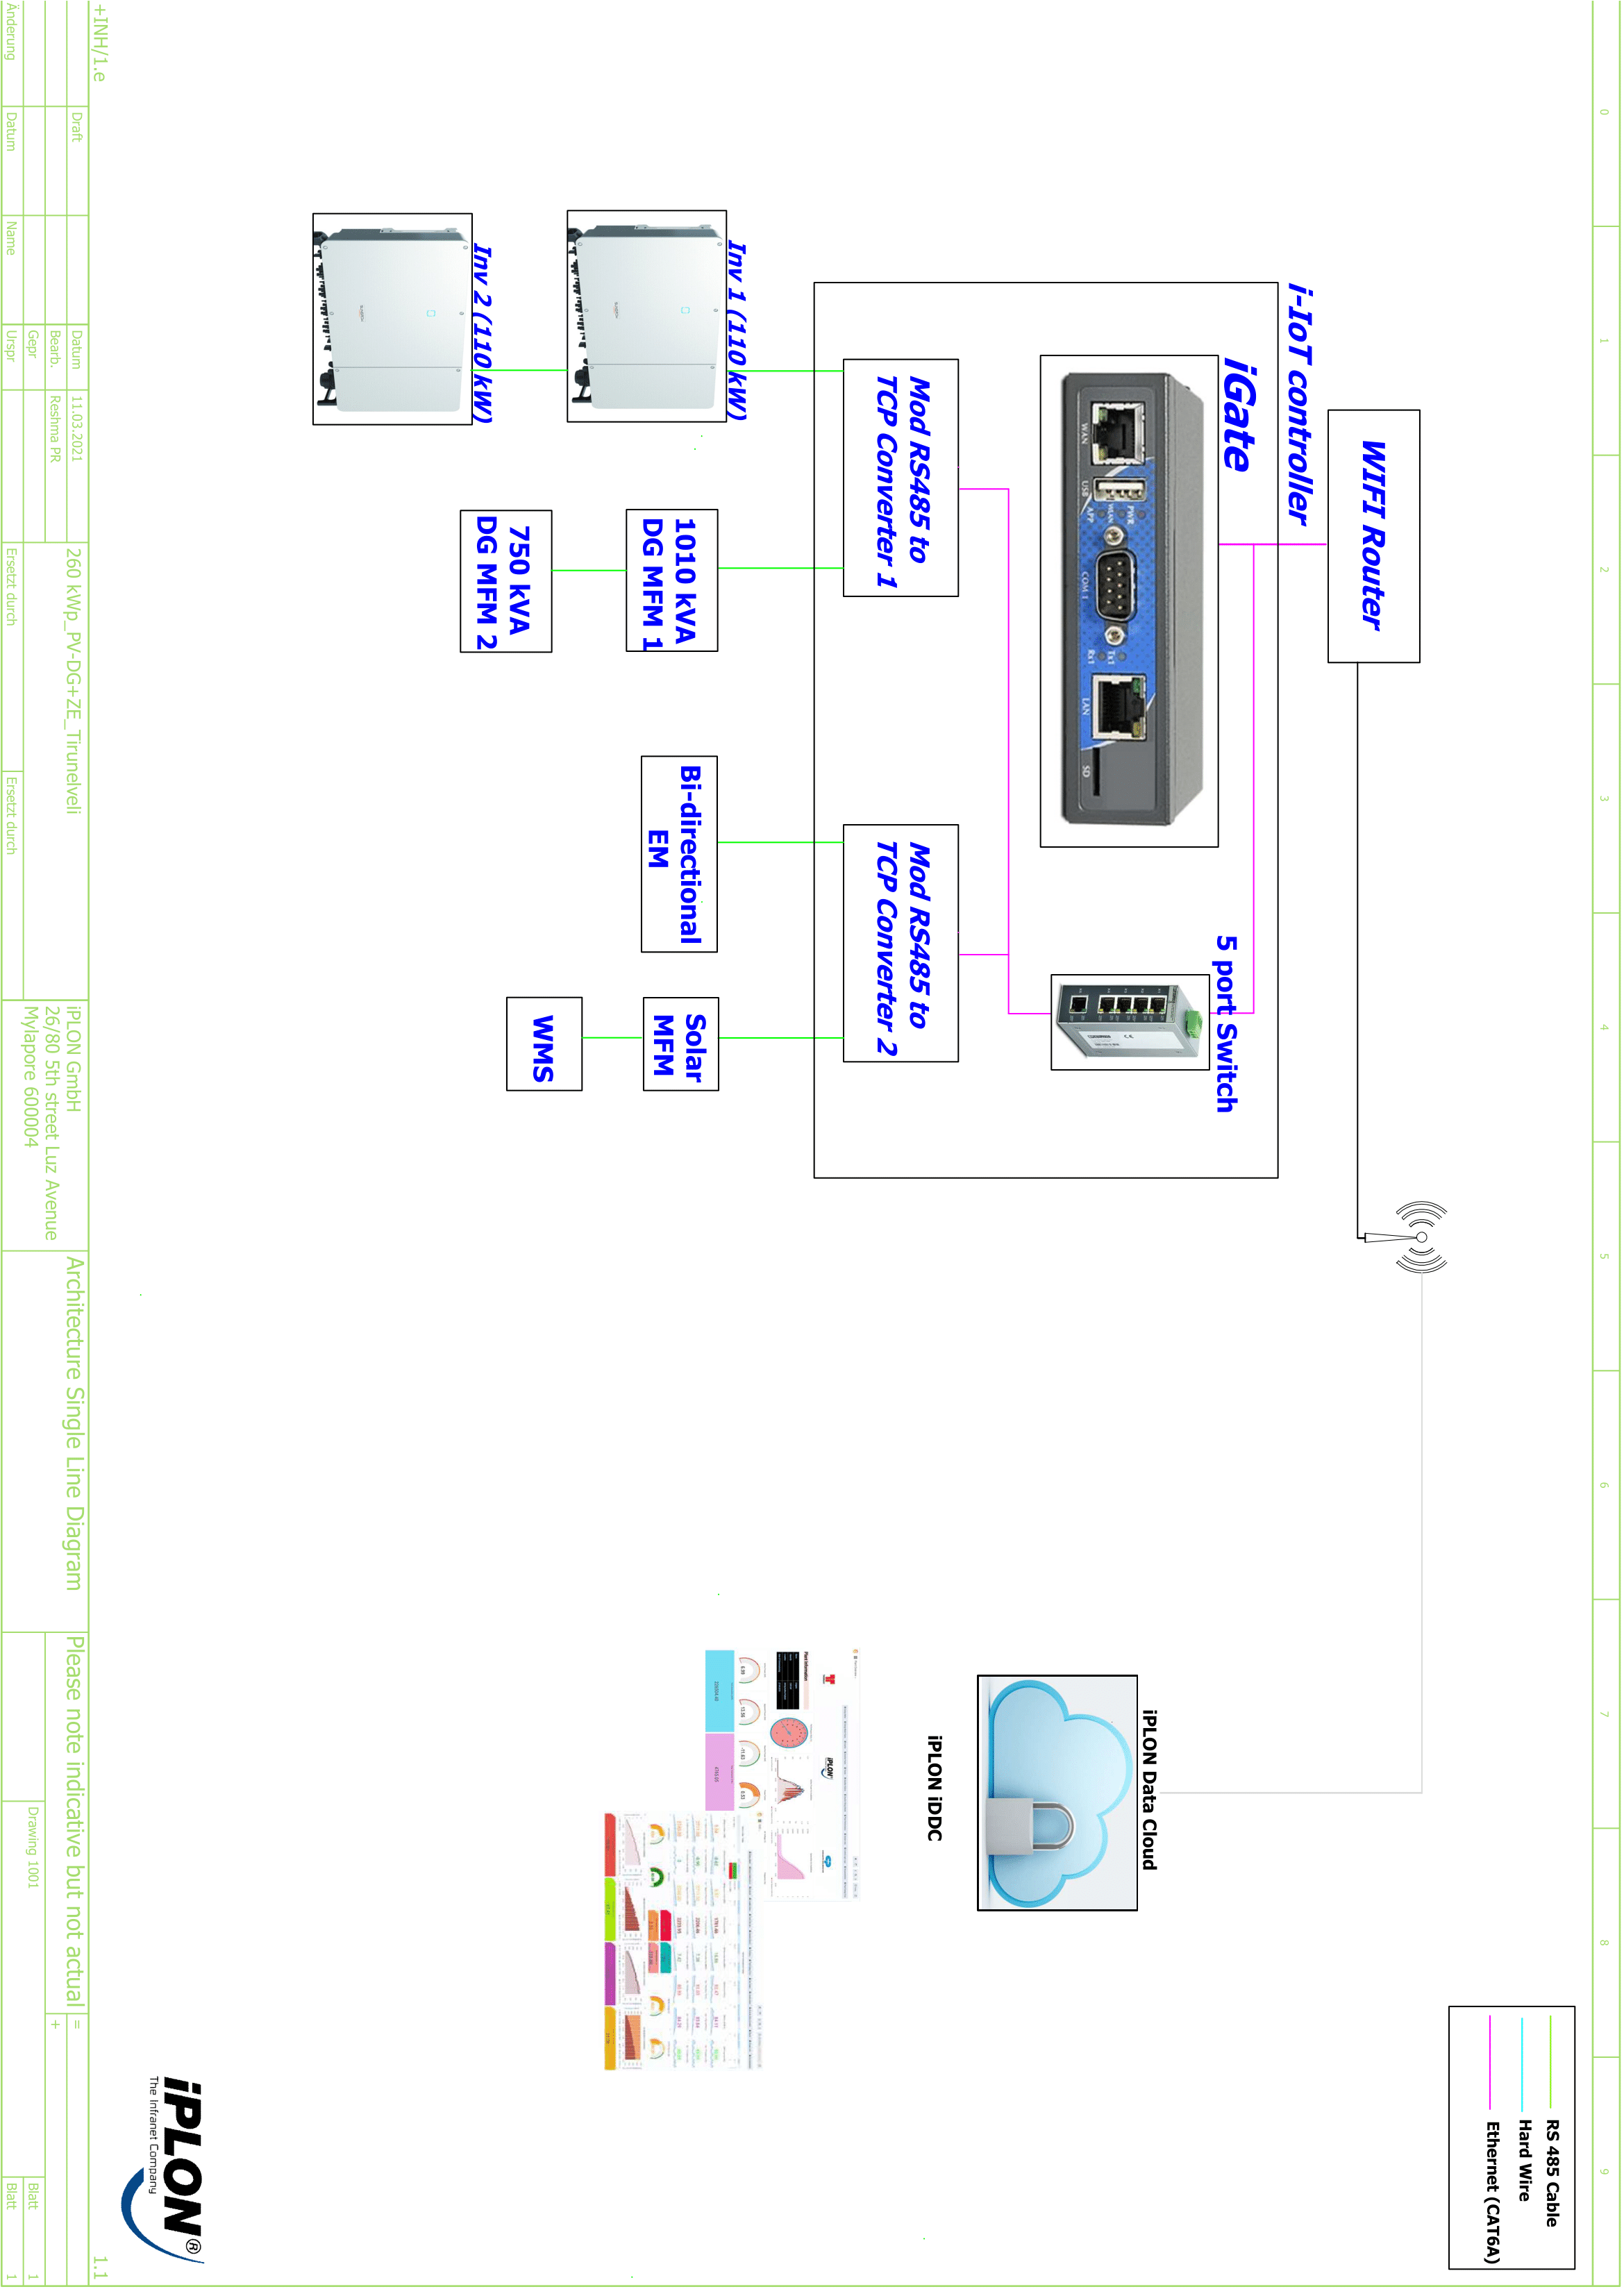 0
1
2
3
4
5
6
7
8
9
RS 485 Cable
Hard Wire
Ethernet (CAT6A)
WIFI Router
i-IoT controller
iGate
WAN
USB
PWR
WLAN
APP
COM 1
Tx1
Rx1
LAN
SD
5 port Switch
Mod RS485 to
TCP Converter 1
Mod RS485 to
TCP Converter 2
Inv 1 (110 kW)
Inv 2 (110 kW)
1010 kVA
DG MFM 1
750 kVA
DG MFM 2
Bi-directional
EM
Solar
MFM
WMS
iPLON Data Cloud
iPLON iDDC
Plant Information
iPLON
iPLON®
The Infranet Company
+INH/1.e
1.1
Draft
Datum
11.03.2021
260 kWp_PV-DG+ZE_Tirunelveli
iPLON GmbH
Architecture Single Line Diagram
Please note indicative but not actual
=
Bearb.
Reshma PR
26/80 5th street Luz Avenue
+
Gepr
Mylapore 600004
Drawing 1001
Blatt
1
Änderung
Datum
Name
Urspr
Ersetzt durch
Ersetzt durch
Blatt
1